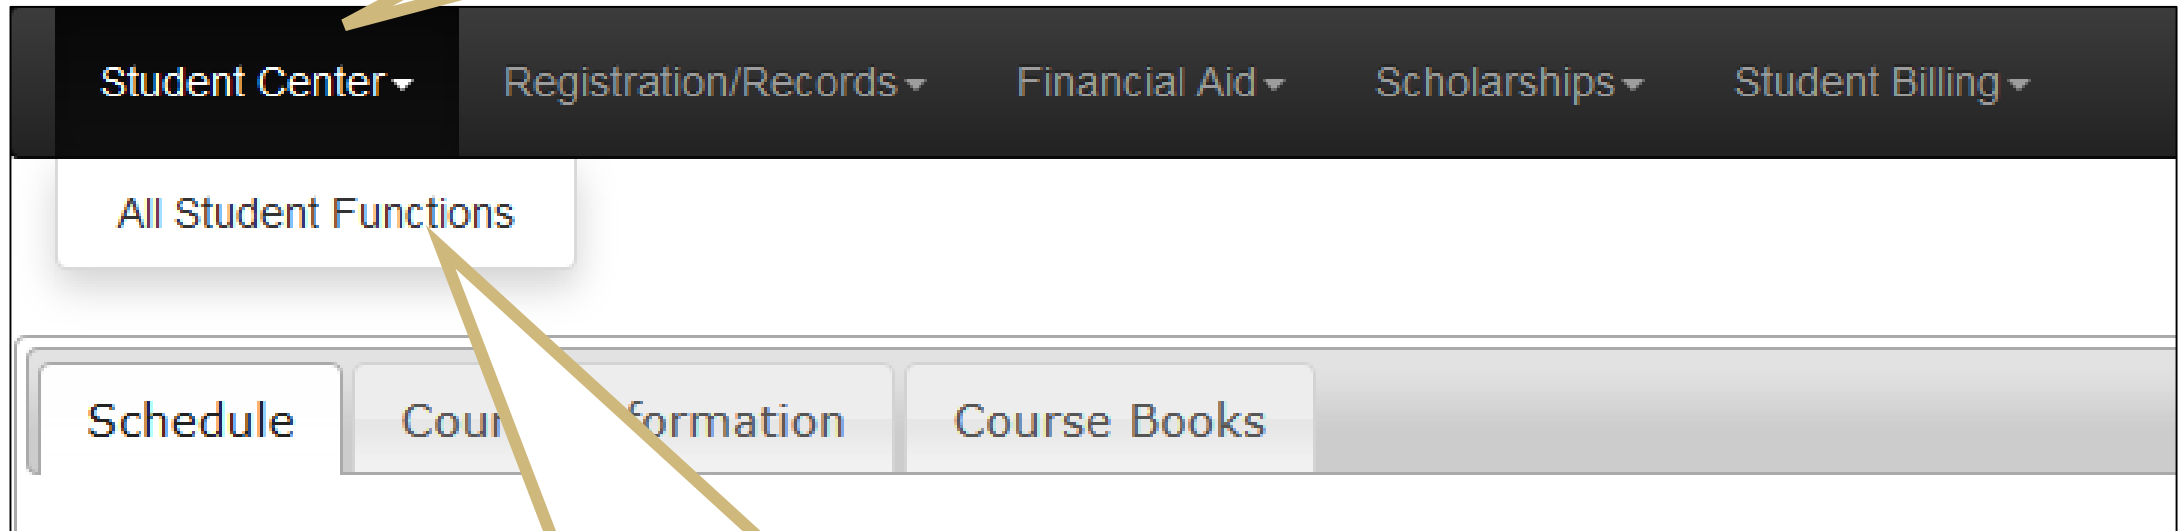 Student Center Registration/Records Financial Aid Scholarships Student Billing
All Student Functions
Schedule Course Books